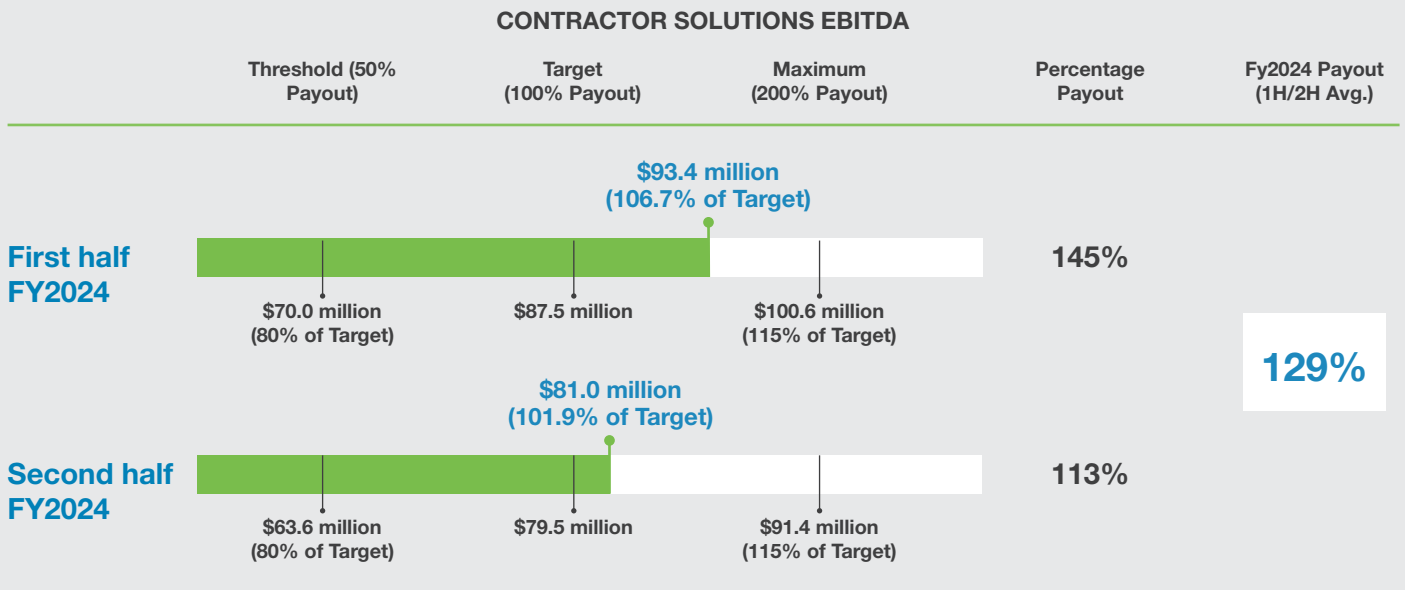 CONTRACTOR SOLUTIONS EBITDA
Threshold (50%
Payout)
Target
(100% Payout)
Maximum
(200% Payout)
Percentage
Payout
Fy2024 Payout
(1H/2H Avg.)
$93.4 million
(106.7% of Target)
First half
FY2024
145%
$70.0 million
(80% of Target)
$87.5 million
$100.6 million
(115% of Target)
129%
$81.0 million
(101.9% of Target)
Second half
FY2024
113%
$63.6 million
(80% of Target)
$79.5 million
$91.4 million
(115% of Target)